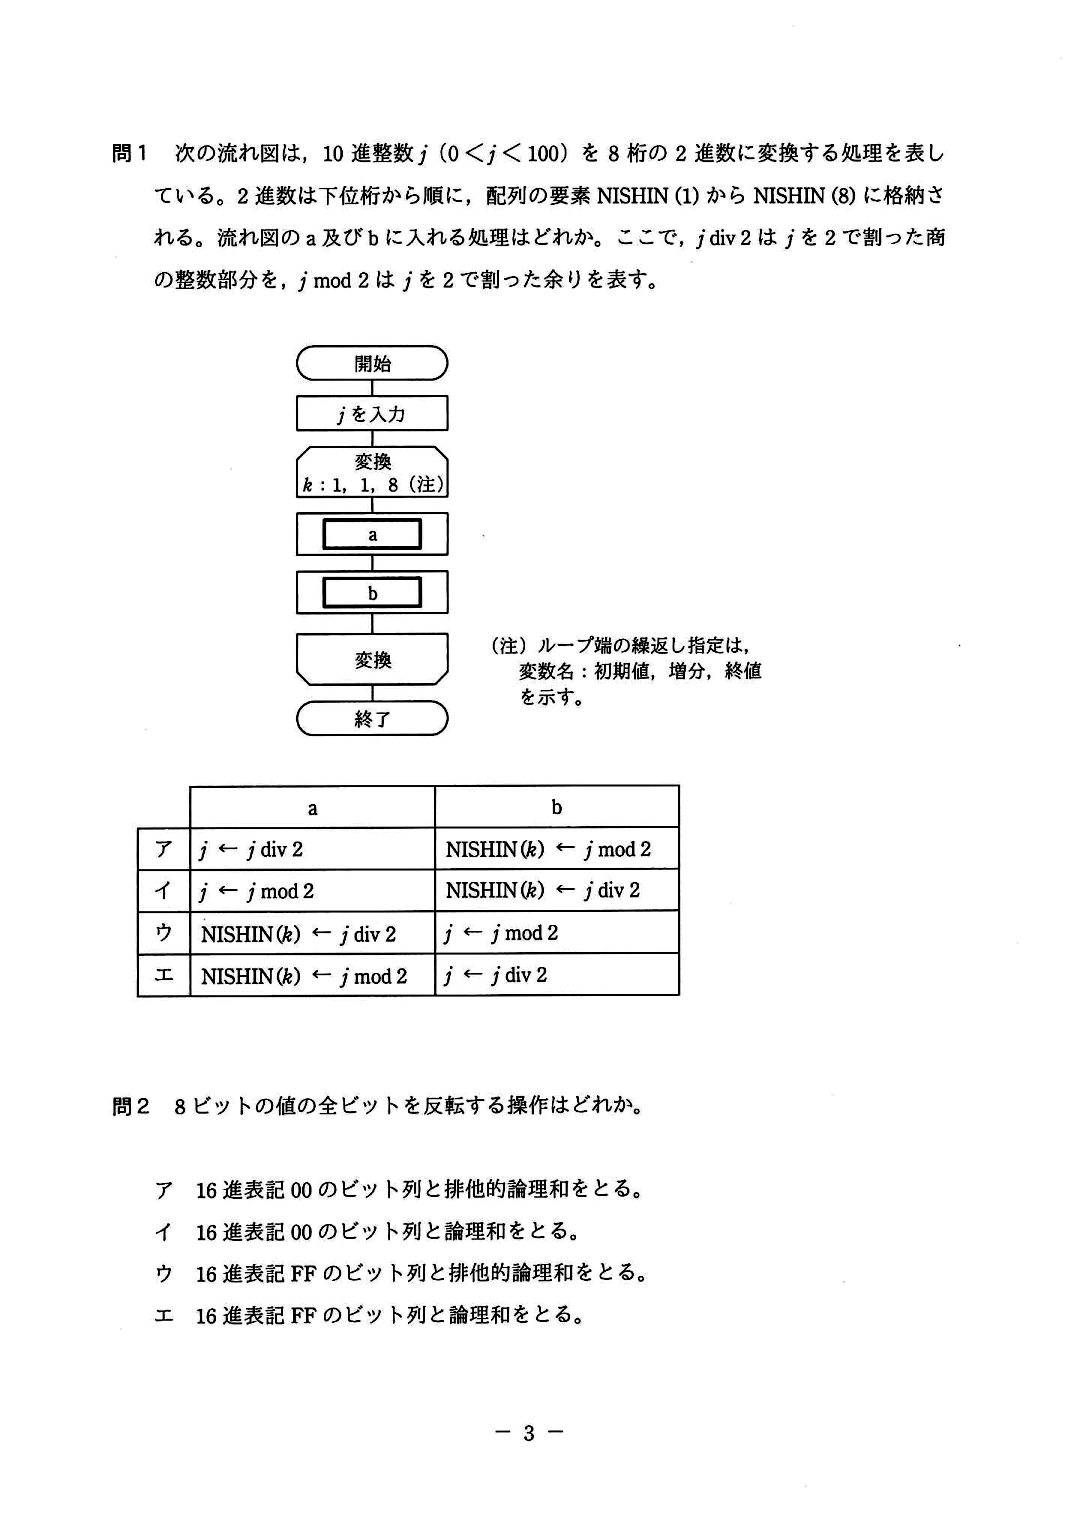 問1 次の流れ図は，10 進整数 j（0＜j＜100）を 8 桁の 2 進数に変換する処理を表し
ている。2 進数は下位桁から順に，配列の要素 NISHIN (1) から NISHIN (8) に格納さ
れる。流れ図の a 及び b に入れる処理はどれか。ここで，j div 2 は j を 2 で割った商
の整数部分を，j mod 2 は j を 2 で割った余りを表す。
開始
j を入力
変換
k：1，1，8（注）
a
b
変換
終了
（注）ループ端の繰返し指定は，
変数名：初期値，増分，終値
を示す。
a b
ア j ← j div 2 NISHIN(k) ← j mod 2
イ j ← j mod 2 NISHIN(k) ← j div 2
ウ NISHIN(k) ← j div 2 j ← j mod 2
エ NISHIN(k) ← j mod 2 j ← j div 2
問2 8 ビットの値の全ビットを反転する操作はどれか。
ア 16 進表記 00 のビット列と排他的論理和をとる。
イ 16 進表記 00 のビット列と論理和をとる。
ウ 16 進表記 FF のビット列と排他的論理和をとる。
エ 16 進表記 FF のビット列と論理和をとる。
－ 3 －